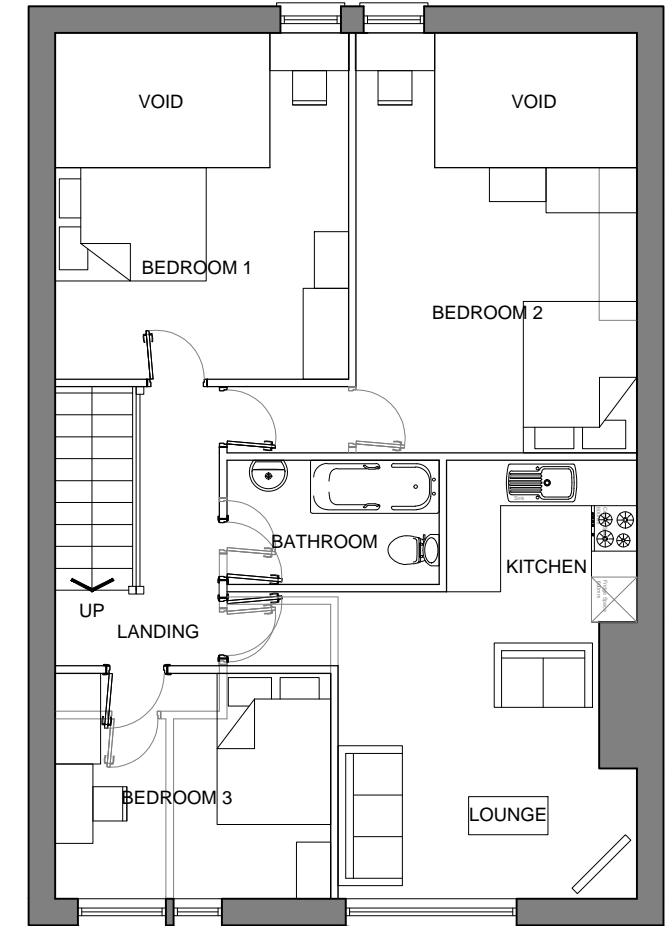 VOID
VOID
BEDROOM 1
BEDROOM 2
BATHROOM
KITCHEN
UP
LANDING
BEDROOM 3
LOUNGE